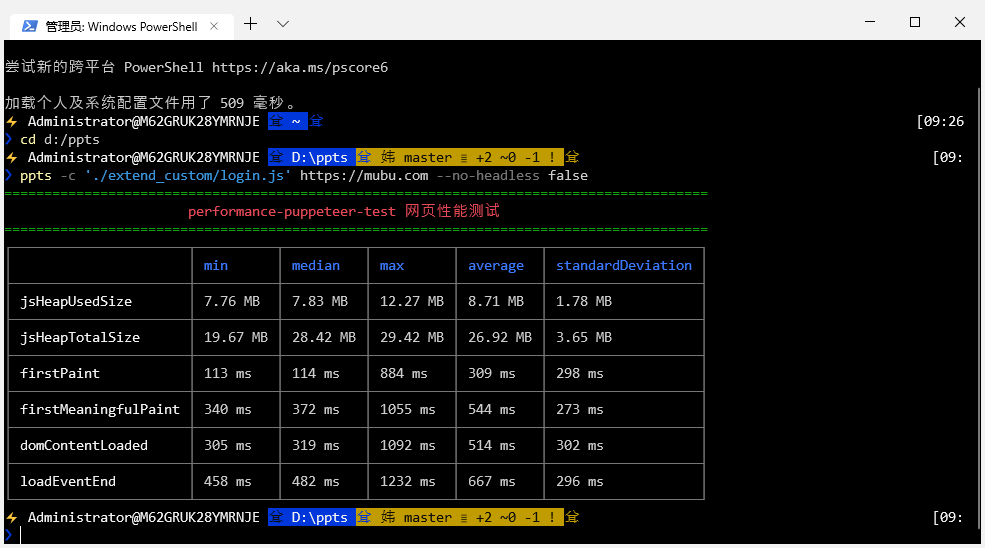 管理员: Windows PowerShell
尝试新的跨平台 PowerShell https://aka.ms/pscore6
加载个人及系统配置文件用了 509 毫秒。
⚡ Administrator@M62GRUK28YMRNJE ~ [09:26
❯ cd d:/ppts
⚡ Administrator@M62GRUK28YMRNJE D:\ppts master ≡ +2 ~0 -1 ! [09:
❯ ppts -c './extend_custom/login.js' https://mubu.com --no-headless false
performance-puppeteer-test 网页性能测试
min median max average standardDeviation
jsHeapUsedSize 7.76 MB 7.83 MB 12.27 MB 8.71 MB 1.78 MB
jsHeapTotalSize 19.67 MB 28.42 MB 29.42 MB 26.92 MB 3.65 MB
firstPaint 113 ms 114 ms 884 ms 309 ms 298 ms
firstMeaningfulPaint 340 ms 372 ms 1055 ms 544 ms 273 ms
domContentLoaded 305 ms 319 ms 1092 ms 514 ms 302 ms
loadEventEnd 458 ms 482 ms 1232 ms 667 ms 296 ms
⚡ Administrator@M62GRUK28YMRNJE D:\ppts master ≡ +2 ~0 -1 ! [09:
❯